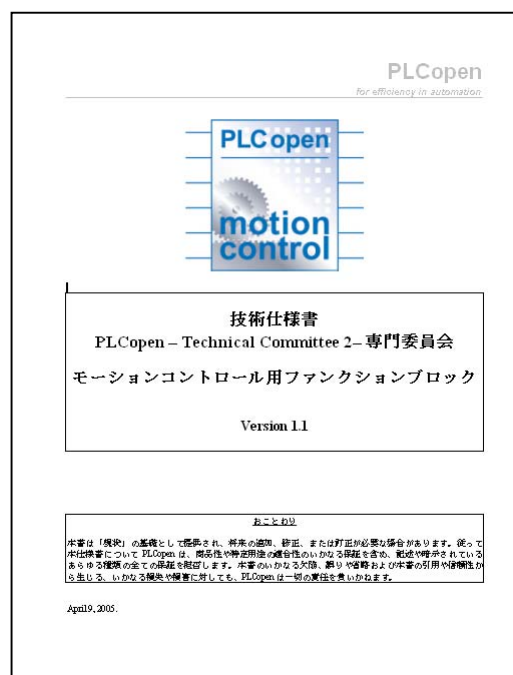 PLCopen
for efficiency in automation
PLCopen
motion
control
技術仕様書
PLCopen – Technical Committee 2– 専門委員会
モーションコントロール用ファンクションブロック
Version 1.1
おことわり
本書は「現状」の基礎として提供され、将来の追加、修正、または訂正が必要な場合があります。従って
本仕様書について PLCopen は、商品性や特定用途の適合性のいかなる保証を含め、記述や暗示されている
あらゆる種類の全ての保証を拒否します。本書のいかなる欠陥、誤りや省略および本書の引用や信頼性か
ら生じる、いかなる損失や損害に対しても、PLCopen は一切の責任を負いかねます。
April9, 2005.